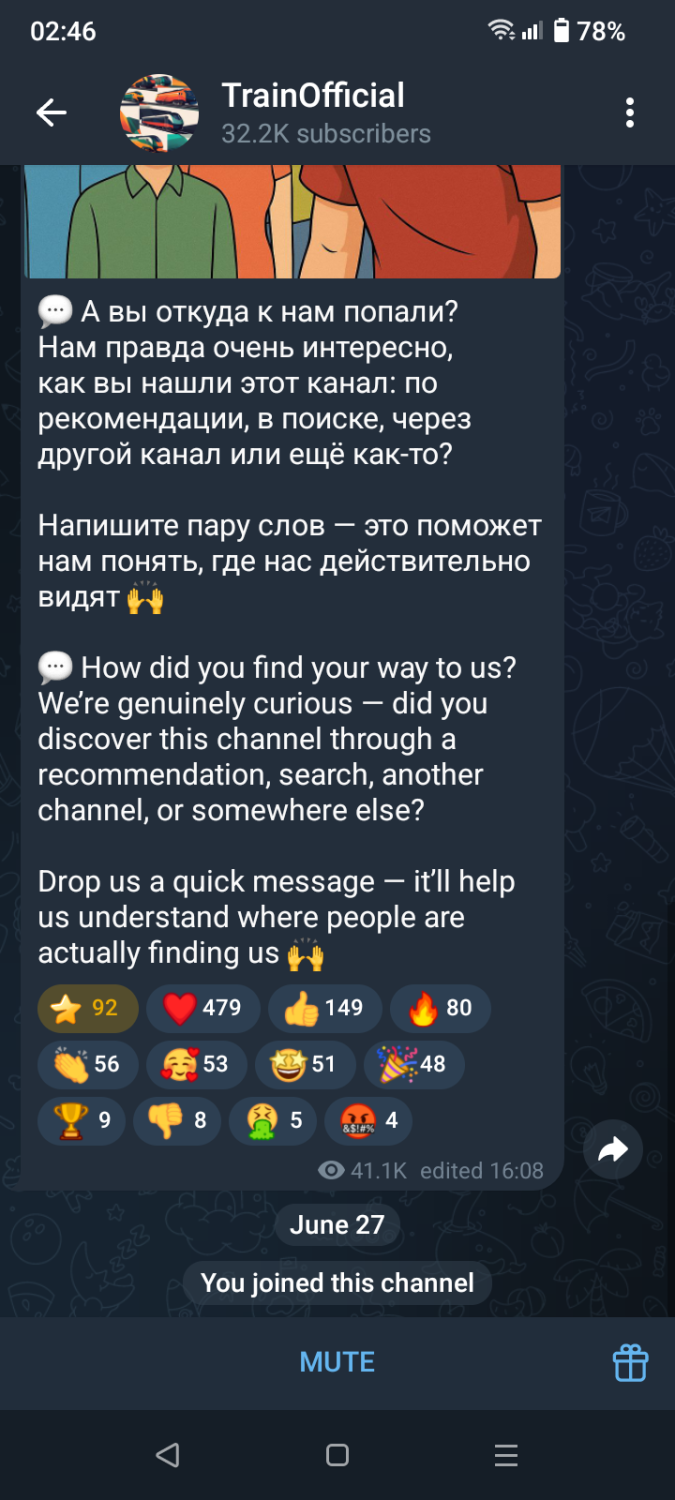 02:46
78%
TrainOfficial
32.2K subscribers
💬 А вы откуда к нам попали?
Нам правда очень интересно,
как вы нашли этот канал: по
рекомендации, в поиске, через
другой канал или ещё как-то?
Напишите пару слов — это поможет
нам понять, где нас действительно
видят 🙌
💬 How did you find your way to us?
We’re genuinely curious — did you
discover this channel through a
recommendation, search, another
channel, or somewhere else?
Drop us a quick message — it’ll help
us understand where people are
actually finding us 🙌
⭐ 92 ❤ 479 👍 149 🔥 80
👏 56 🥰 53 🤩 51 🎉 48
🏆 9 👎 8 🤮 5 🤬 4
41.1K edited 16:08
June 27
You joined this channel
MUTE